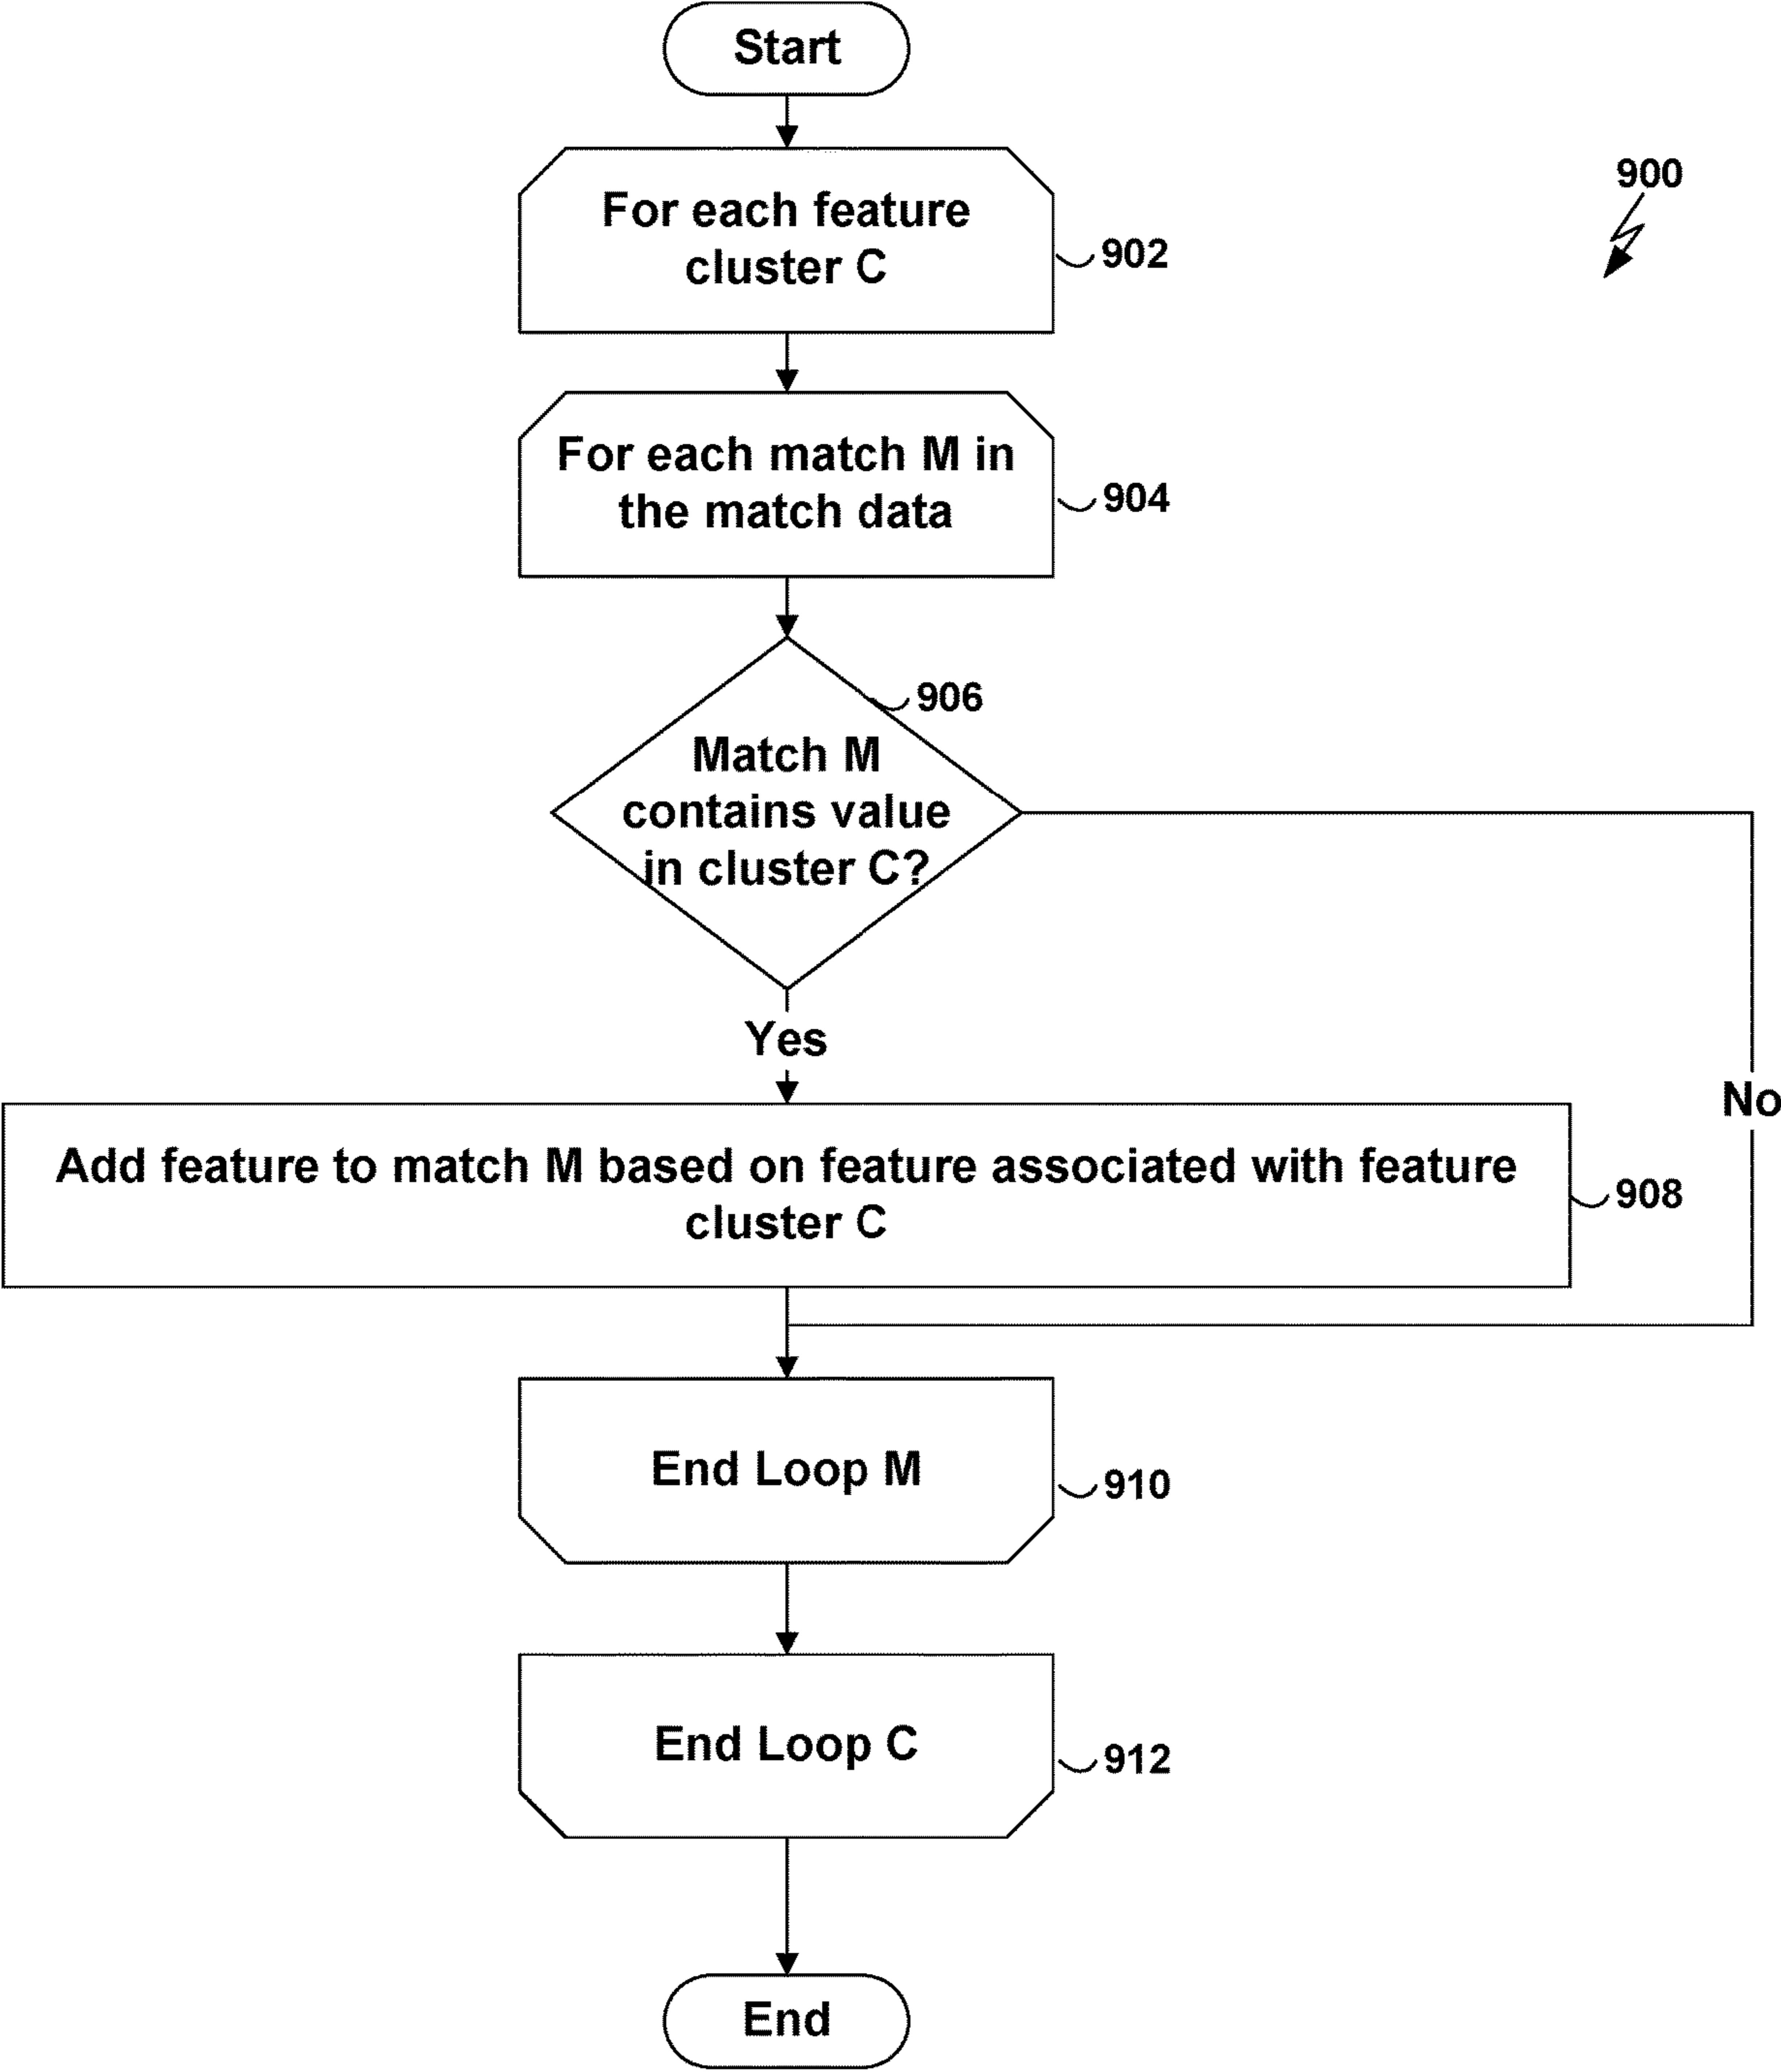 Start
900
For each feature
cluster C
902
For each match M in
the match data
904
906
Match M
contains value
in cluster C?
Yes
No
Add feature to match M based on feature associated with feature
cluster C
908
End Loop M
910
End Loop C
912
End